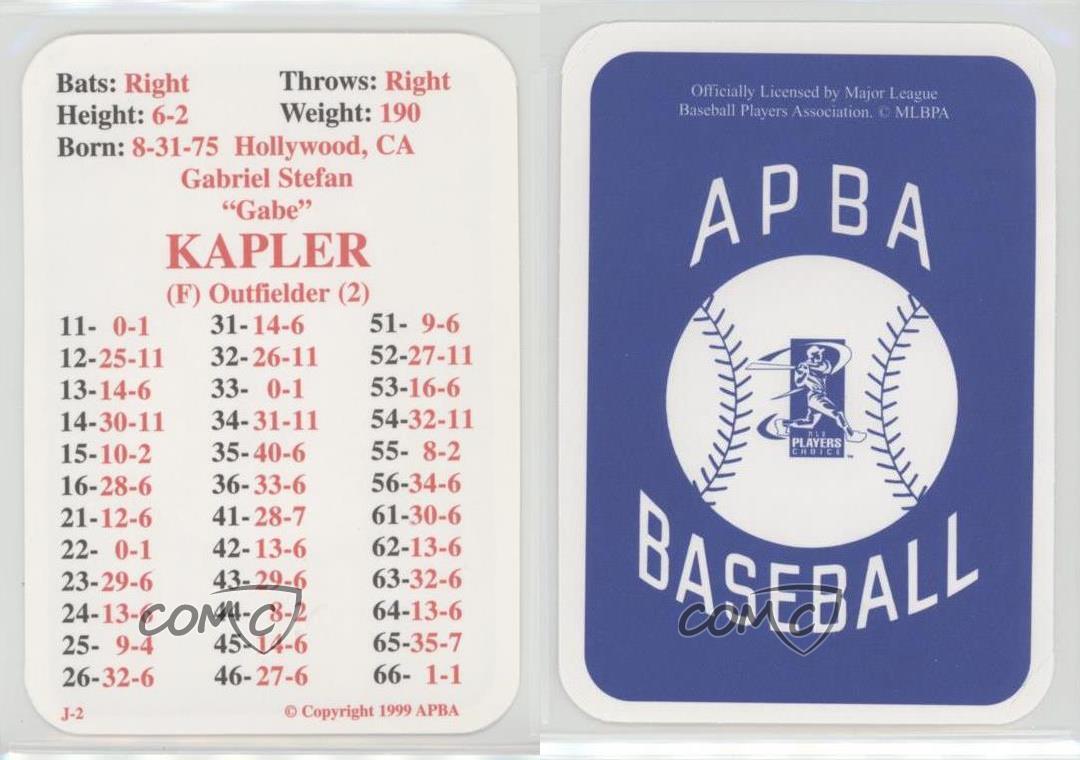 Bats: Right Throws: Right
Height: 6-2 Weight: 190
Born: 8-31-75 Hollywood, CA
Gabriel Stefan
“Gabe”
KAPLER
(F) Outfielder (2)
11- 0-1 31-14-6 51- 9-6
12-25-11 32-26-11 52-27-11
13-14-6 33- 0-1 53-16-6
14-30-11 34-31-11 54-32-11
15-10-2 35-40-6 55- 8-2
16-28-6 36-33-6 56-34-6
21-12-6 41-28-7 61-30-6
22- 0-1 42-13-6 62-13-6
23-29-6 43-29-6 63-32-6
24-13-6 44- 8-2 64-13-6
25- 9-4 45-14-6 65-35-7
26-32-6 46-27-6 66- 1-1
J-2 © Copyright 1999 APBA
COMC
Officially Licensed by Major League
Baseball Players Association. © MLBPA
APBA
MLB
PLAYERS
CHOICE ™
BASEBALL
COMC